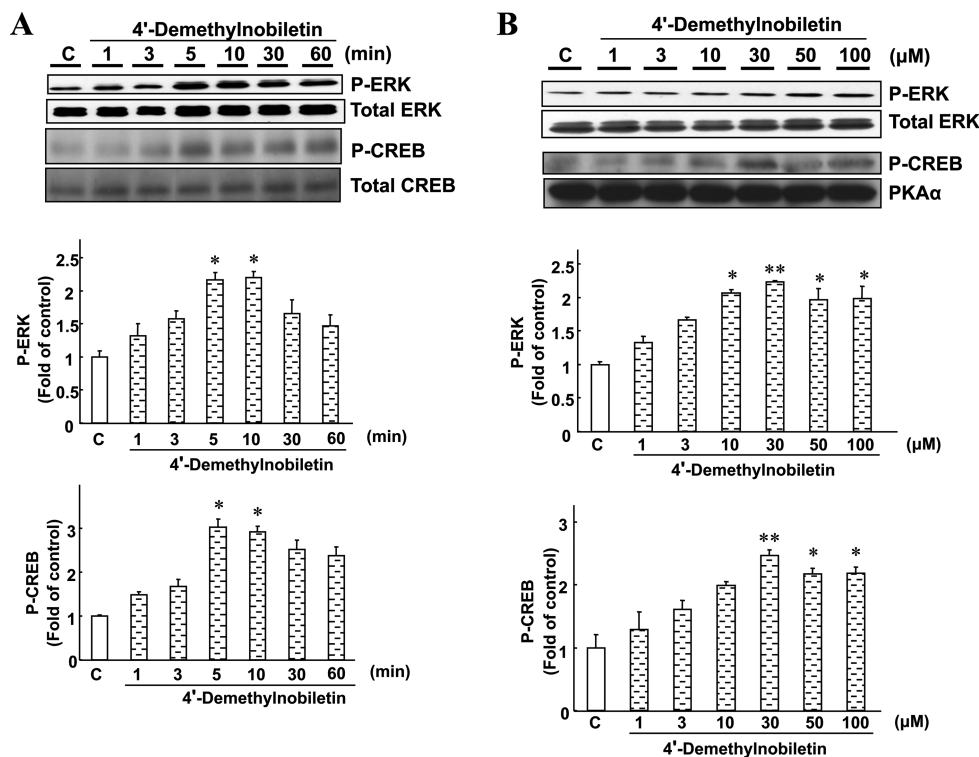 A
4'-Demethylnobiletin
C 1 3 5 10 30 60 (min)
P-ERK
Total ERK
P-CREB
Total CREB
P-ERK
(Fold of control)
2.5
2
1.5
1
0.5
0
* *
C 1 3 5 10 30 60 (min)
4'-Demethylnobiletin
P-CREB
(Fold of control)
3
2
1
0
* *
C 1 3 5 10 30 60 (min)
4'-Demethylnobiletin
B
4'-Demethylnobiletin
C 1 3 10 30 50 100 (μM)
P-ERK
Total ERK
P-CREB
PKAα
P-ERK
(Fold of control)
2.5
2
1.5
1
0.5
0
* ** * *
C 1 3 10 30 50 100 (μM)
4'-Demethylnobiletin
P-CREB
(Fold of control)
3
2
1
0
** * *
C 1 3 10 30 50 100 (μM)
4'-Demethylnobiletin